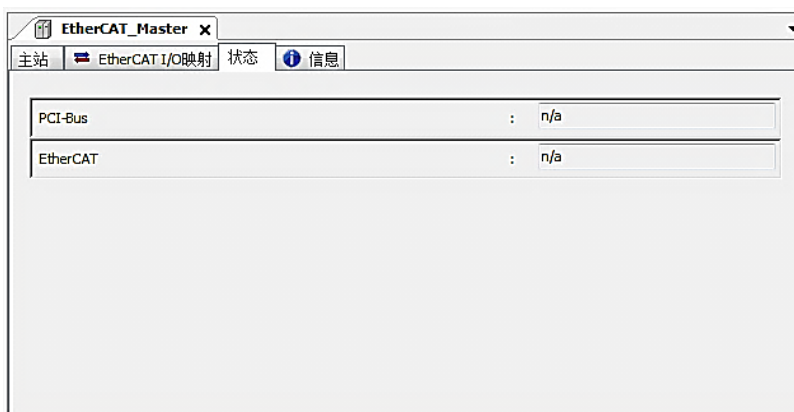 EtherCAT_Master x
主站 EtherCAT I/O映射 状态 信息
PCI-Bus : n/a
EtherCAT : n/a